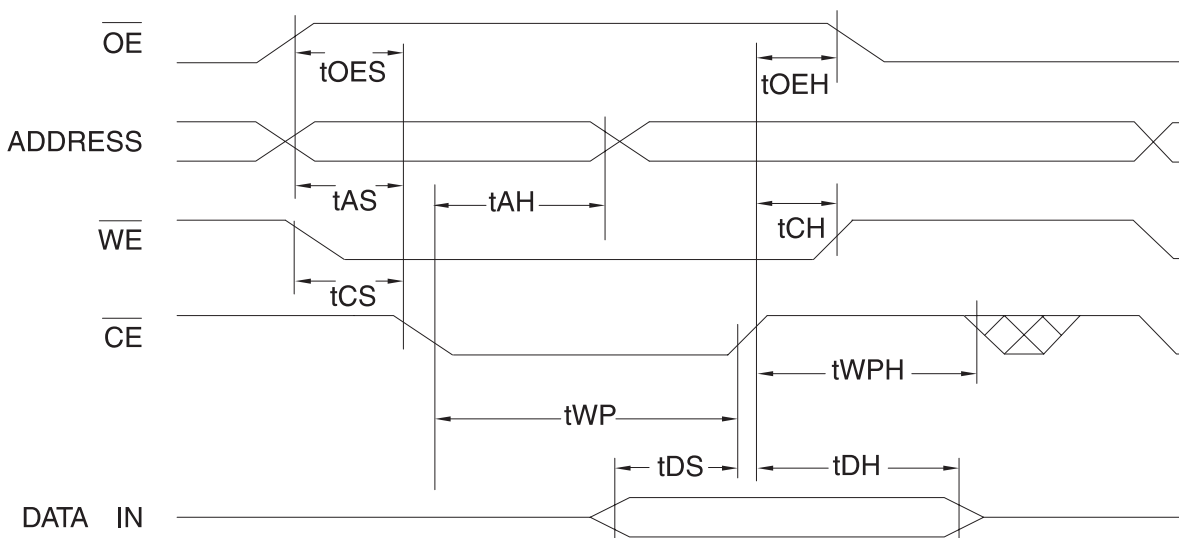 OE
tOES
tOEH
ADDRESS
tAS
tAH
tCH
WE
tCS
CE
tWPH
tWP
tDS
tDH
DATA IN